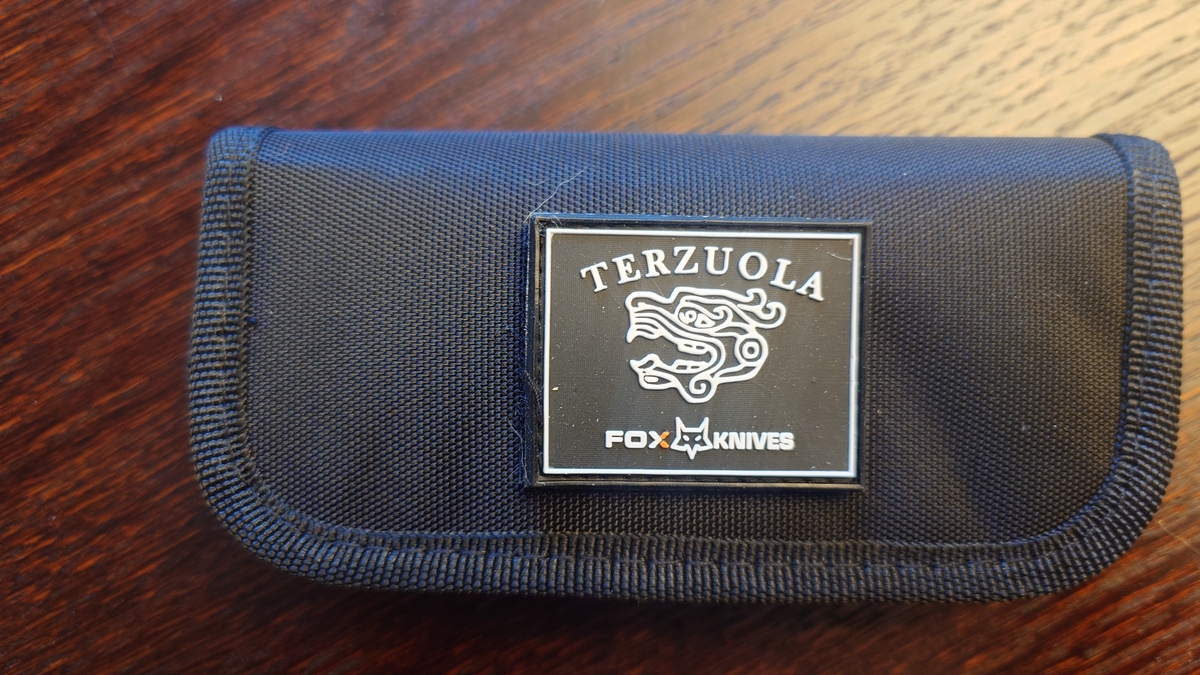 TERZUOLA
FOX KNIVES